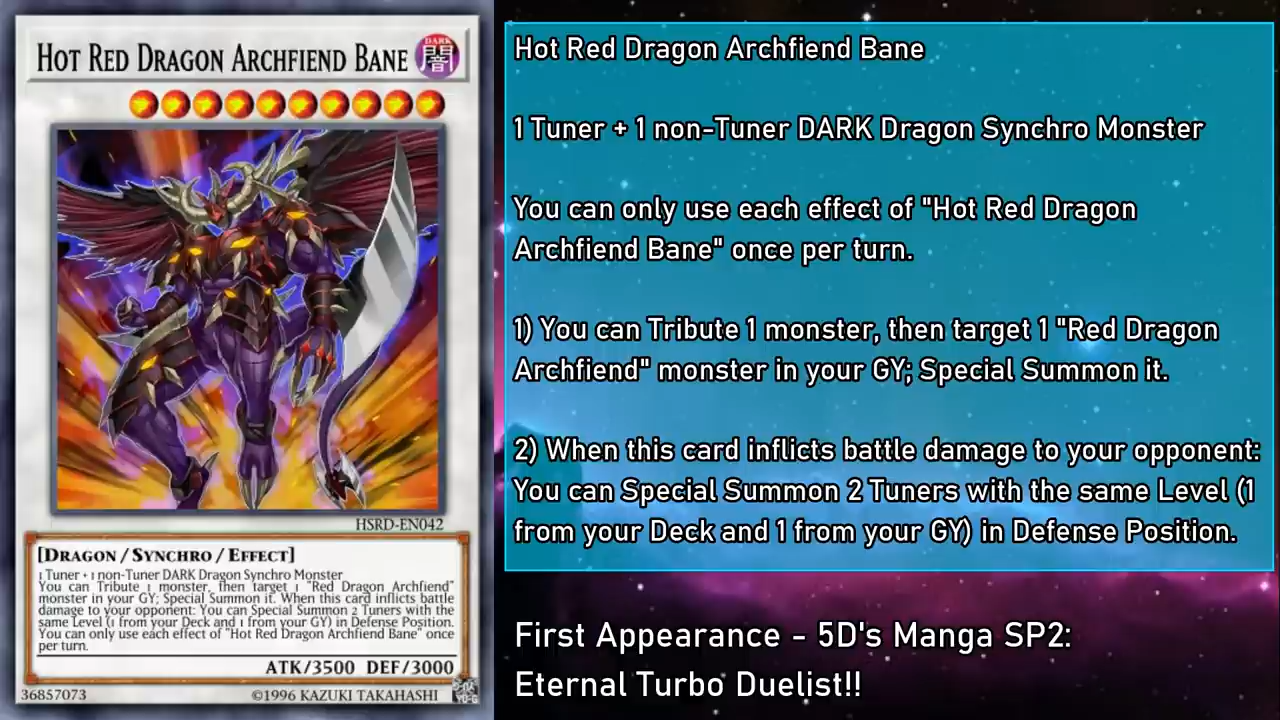 HOT RED DRAGON ARCHFIEND BANE
DARK
闇
HSRD-EN042
[DRAGON / SYNCHRO / EFFECT]
1 Tuner + 1 non-Tuner DARK Dragon Synchro Monster
You can Tribute 1 monster, then target 1 "Red Dragon Archfiend"
monster in your GY; Special Summon it. When this card inflicts battle
damage to your opponent: You can Special Summon 2 Tuners with the
same Level (1 from your Deck and 1 from your GY) in Defense Position.
You can only use each effect of "Hot Red Dragon Archfiend Bane" once
per turn.
ATK/3500 DEF/3000
36857073
©1996 KAZUKI TAKAHASHI
Hot Red Dragon Archfiend Bane
1 Tuner + 1 non-Tuner DARK Dragon Synchro Monster
You can only use each effect of "Hot Red Dragon
Archfiend Bane" once per turn.
1) You can Tribute 1 monster, then target 1 "Red Dragon
Archfiend" monster in your GY; Special Summon it.
2) When this card inflicts battle damage to your opponent:
You can Special Summon 2 Tuners with the same Level (1
from your Deck and 1 from your GY) in Defense Position.
First Appearance - 5D's Manga SP2:
Eternal Turbo Duelist!!